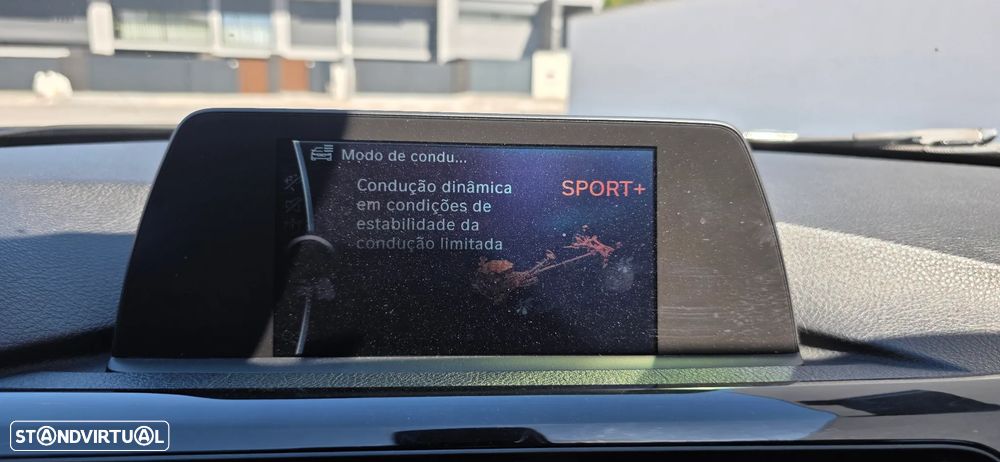 Modo de condu...
Condução dinâmica
em condições de
estabilidade da
condução limitada
SPORT+
STANDVIRTUAL